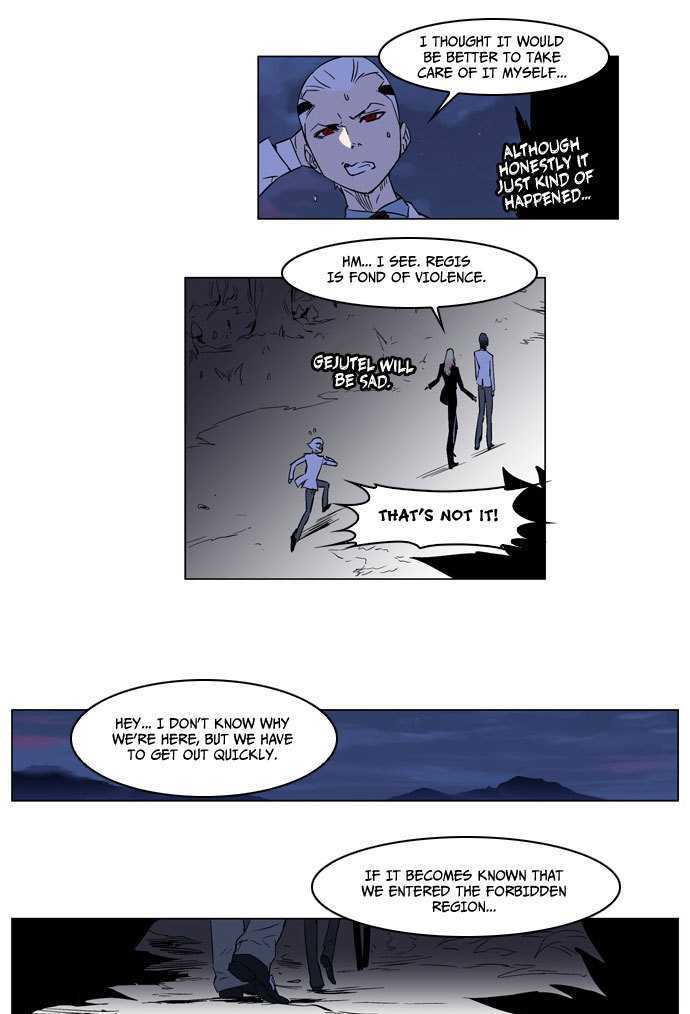 I THOUGHT IT WOULD
BE BETTER TO TAKE
CARE OF IT MYSELF...
ALTHOUGH
HONESTLY IT
JUST KIND OF
HAPPENED...
HM... I SEE. REGIS
IS FOND OF VIOLENCE.
GEJUTEL WILL
BE SAD.
THAT'S NOT IT!
HEY... I DON'T KNOW WHY
WE'RE HERE, BUT WE HAVE
TO GET OUT QUICKLY.
IF IT BECOMES KNOWN THAT
WE ENTERED THE FORBIDDEN
REGION...